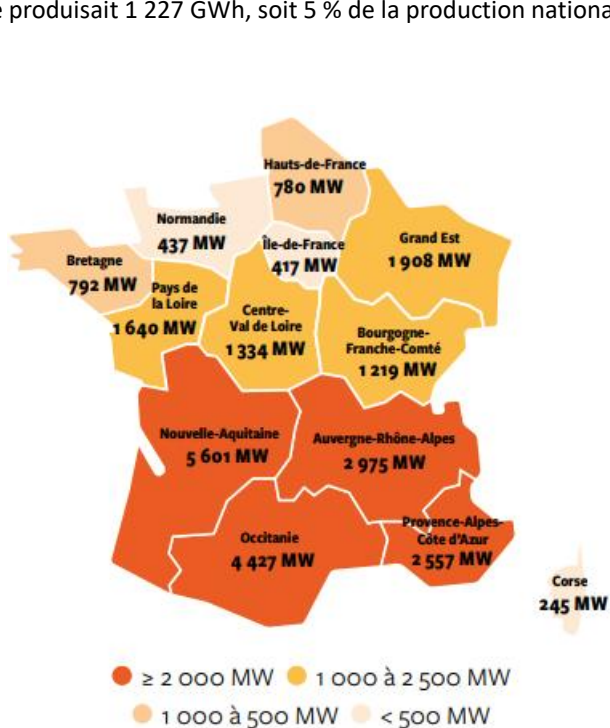 e produisait 1 227 GWh, soit 5 % de la production nationa
Hauts-de-France
780 MW
Normandie
437 MW
Île-de-France
417 MW
Grand Est
1 908 MW
Bretagne
792 MW
Pays de
la Loire
1 640 MW
Centre-
Val de Loire
1 334 MW
Bourgogne-
Franche-Comté
1 219 MW
Nouvelle-Aquitaine
5 601 MW
Auvergne-Rhône-Alpes
2 975 MW
Occitanie
4 427 MW
Provence-Alpes-
Côte d'Azur
2 557 MW
Corse
245 MW
≥ 2 000 MW
1 000 à 2 500 MW
1 000 à 500 MW
< 500 MW